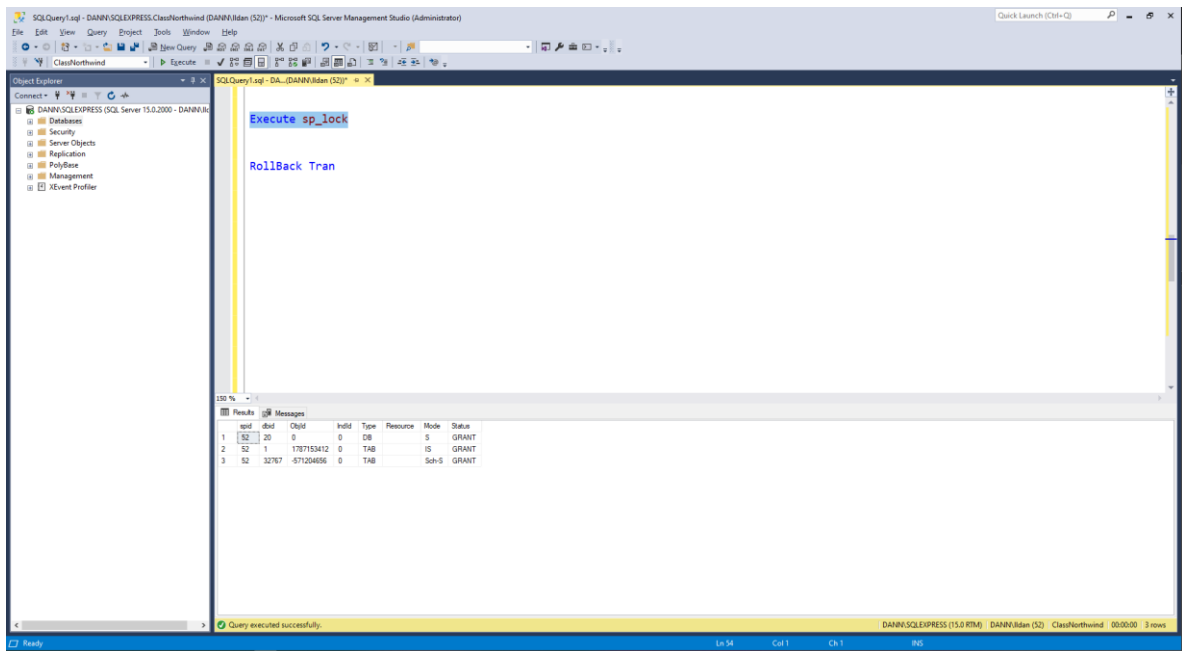 SQLQuery1.sql - DANN\SQLEXPRESS.ClassNorthwind (DANN\Ildan (52))* - Microsoft SQL Server Management Studio (Administrator)
Quick Launch (Ctrl+Q)
File Edit View Query Project Tools Window Help
New Query
ClassNorthwind Execute
Object Explorer
SQLQuery1.sql - DA...(DANN\Ildan (52))*
Connect
DANN\SQLEXPRESS (SQL Server 15.0.2000 - DANN\Ilc
Databases
Security
Server Objects
Replication
PolyBase
Management
XEvent Profiler
Execute sp_lock
RollBack Tran
150 %
Results Messages
spid dbid ObjId IndId Type Resource Mode Status
1 52 20 0 0 DB S GRANT
2 52 1 1787153412 0 TAB IS GRANT
3 52 32767 -571204656 0 TAB Sch-S GRANT
Query executed successfully.
DANN\SQLEXPRESS (15.0 RTM) DANN\Ildan (52) ClassNorthwind 00:00:00 3 rows
Ready Ln 54 Col 1 Ch 1 INS